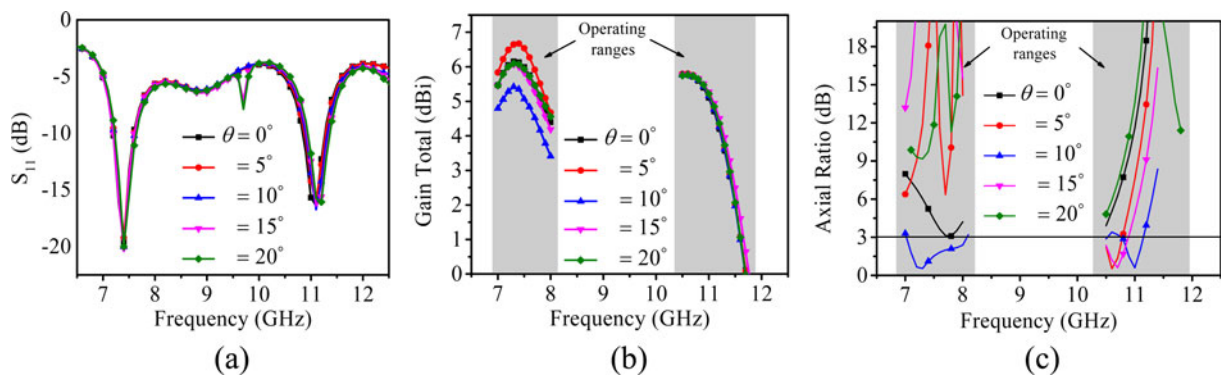 0
-5
-10
-15
-20
S₁₁ (dB)
θ = 0°
= 5°
= 10°
= 15°
= 20°
7 8 9 10 11 12
Frequency (GHz)
(a)
8
7
6
5
4
3
2
1
0
Gain Total (dBi)
Operating
ranges
θ = 0°
= 5°
= 10°
= 15°
= 20°
7 8 9 10 11 12
Frequency (GHz)
(b)
21
18
15
12
9
6
3
0
Axial Ratio (dB)
Operating
ranges
θ = 0°
= 5°
= 10°
= 15°
= 20°
7 8 9 10 11 12
Frequency (GHz)
(c)